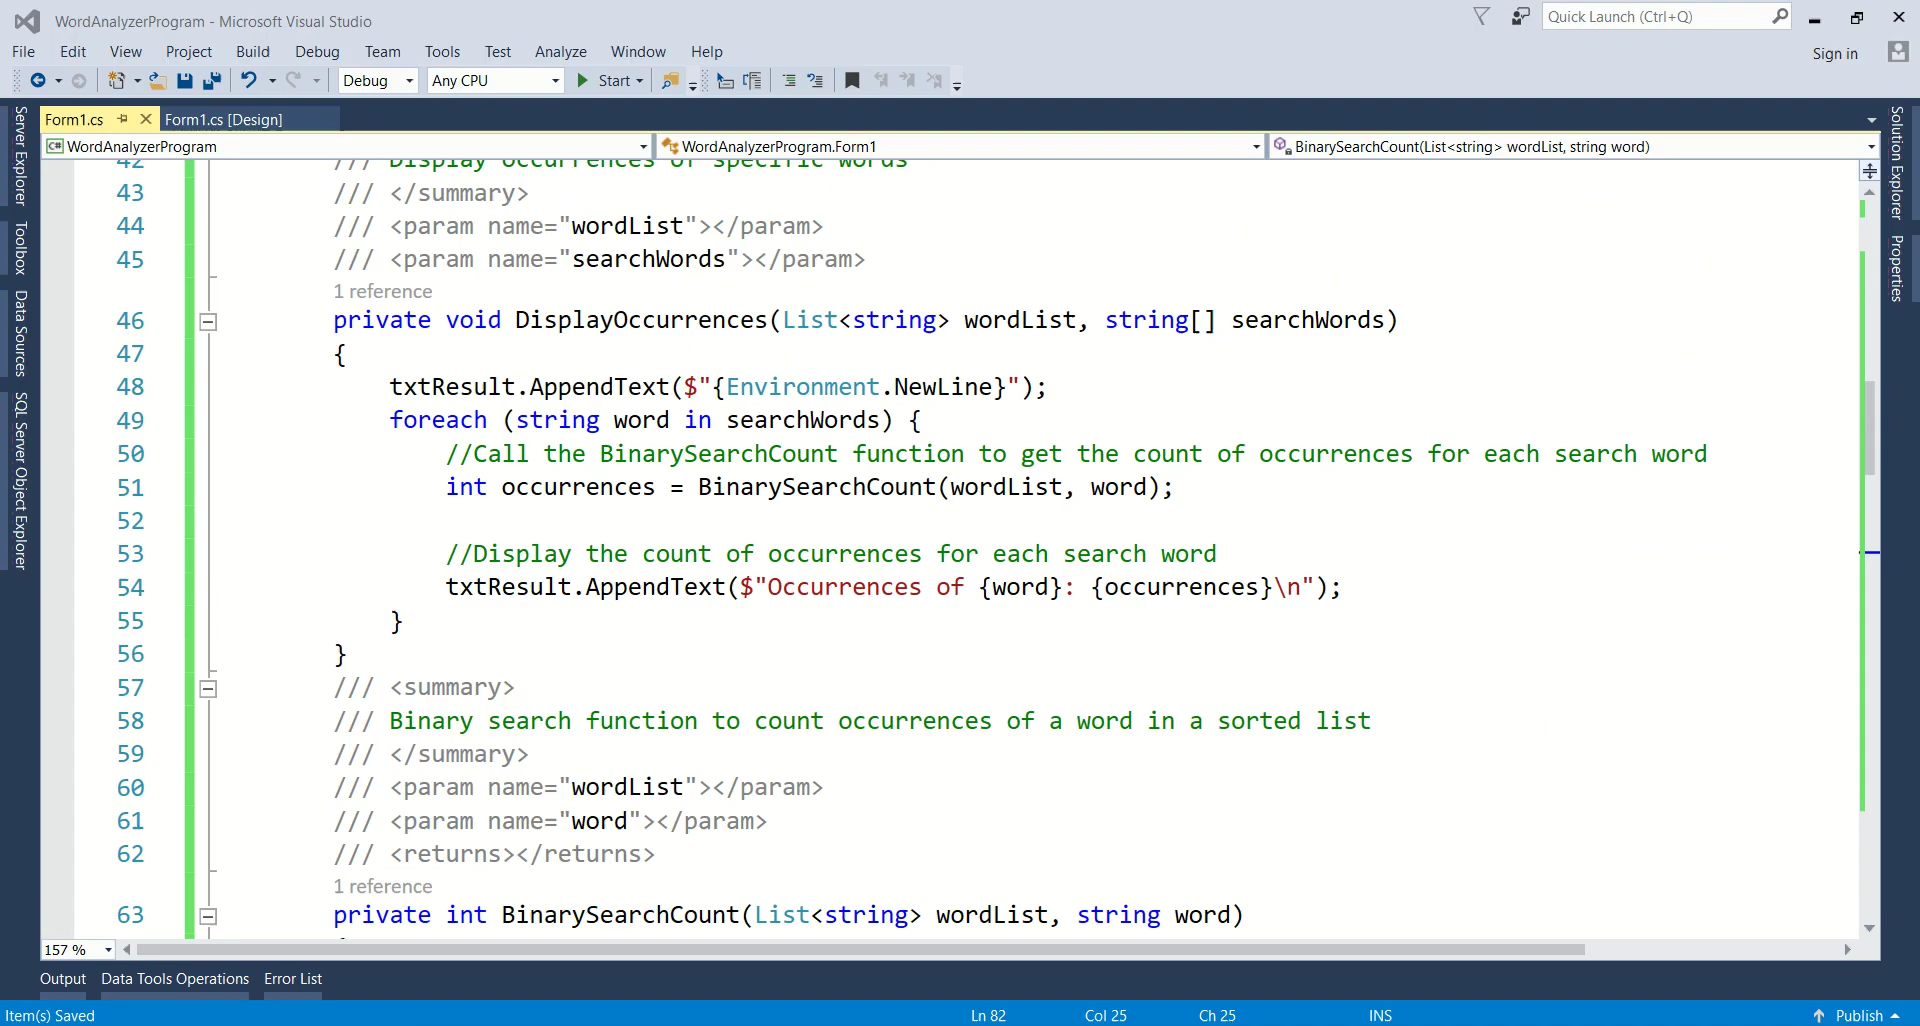 WordAnalyzerProgram - Microsoft Visual Studio
Quick Launch (Ctrl+Q)
File Edit View Project Build Debug Team Tools Test Analyze Window Help
Sign in
Debug Any CPU Start
Form1.cs Form1.cs [Design]
WordAnalyzerProgram WordAnalyzerProgram.Form1 BinarySearchCount(List<string> wordList, string word)
Server Explorer
Toolbox
Data Sources
SQL Server Object Explorer
Solution Explorer
Properties
42 /// Display occurrences of specific words
43 /// </summary>
44 /// <param name="wordList"></param>
45 /// <param name="searchWords"></param>
1 reference
46 private void DisplayOccurrences(List<string> wordList, string[] searchWords)
47 {
48 txtResult.AppendText($"{Environment.NewLine}");
49 foreach (string word in searchWords) {
50 //Call the BinarySearchCount function to get the count of occurrences for each search word
51 int occurrences = BinarySearchCount(wordList, word);
52
53 //Display the count of occurrences for each search word
54 txtResult.AppendText($"Occurrences of {word}: {occurrences}\n");
55 }
56 }
57 /// <summary>
58 /// Binary search function to count occurrences of a word in a sorted list
59 /// </summary>
60 /// <param name="wordList"></param>
61 /// <param name="word"></param>
62 /// <returns></returns>
1 reference
63 private int BinarySearchCount(List<string> wordList, string word)
157 %
Output Data Tools Operations Error List
Item(s) Saved Ln 82 Col 25 Ch 25 INS Publish